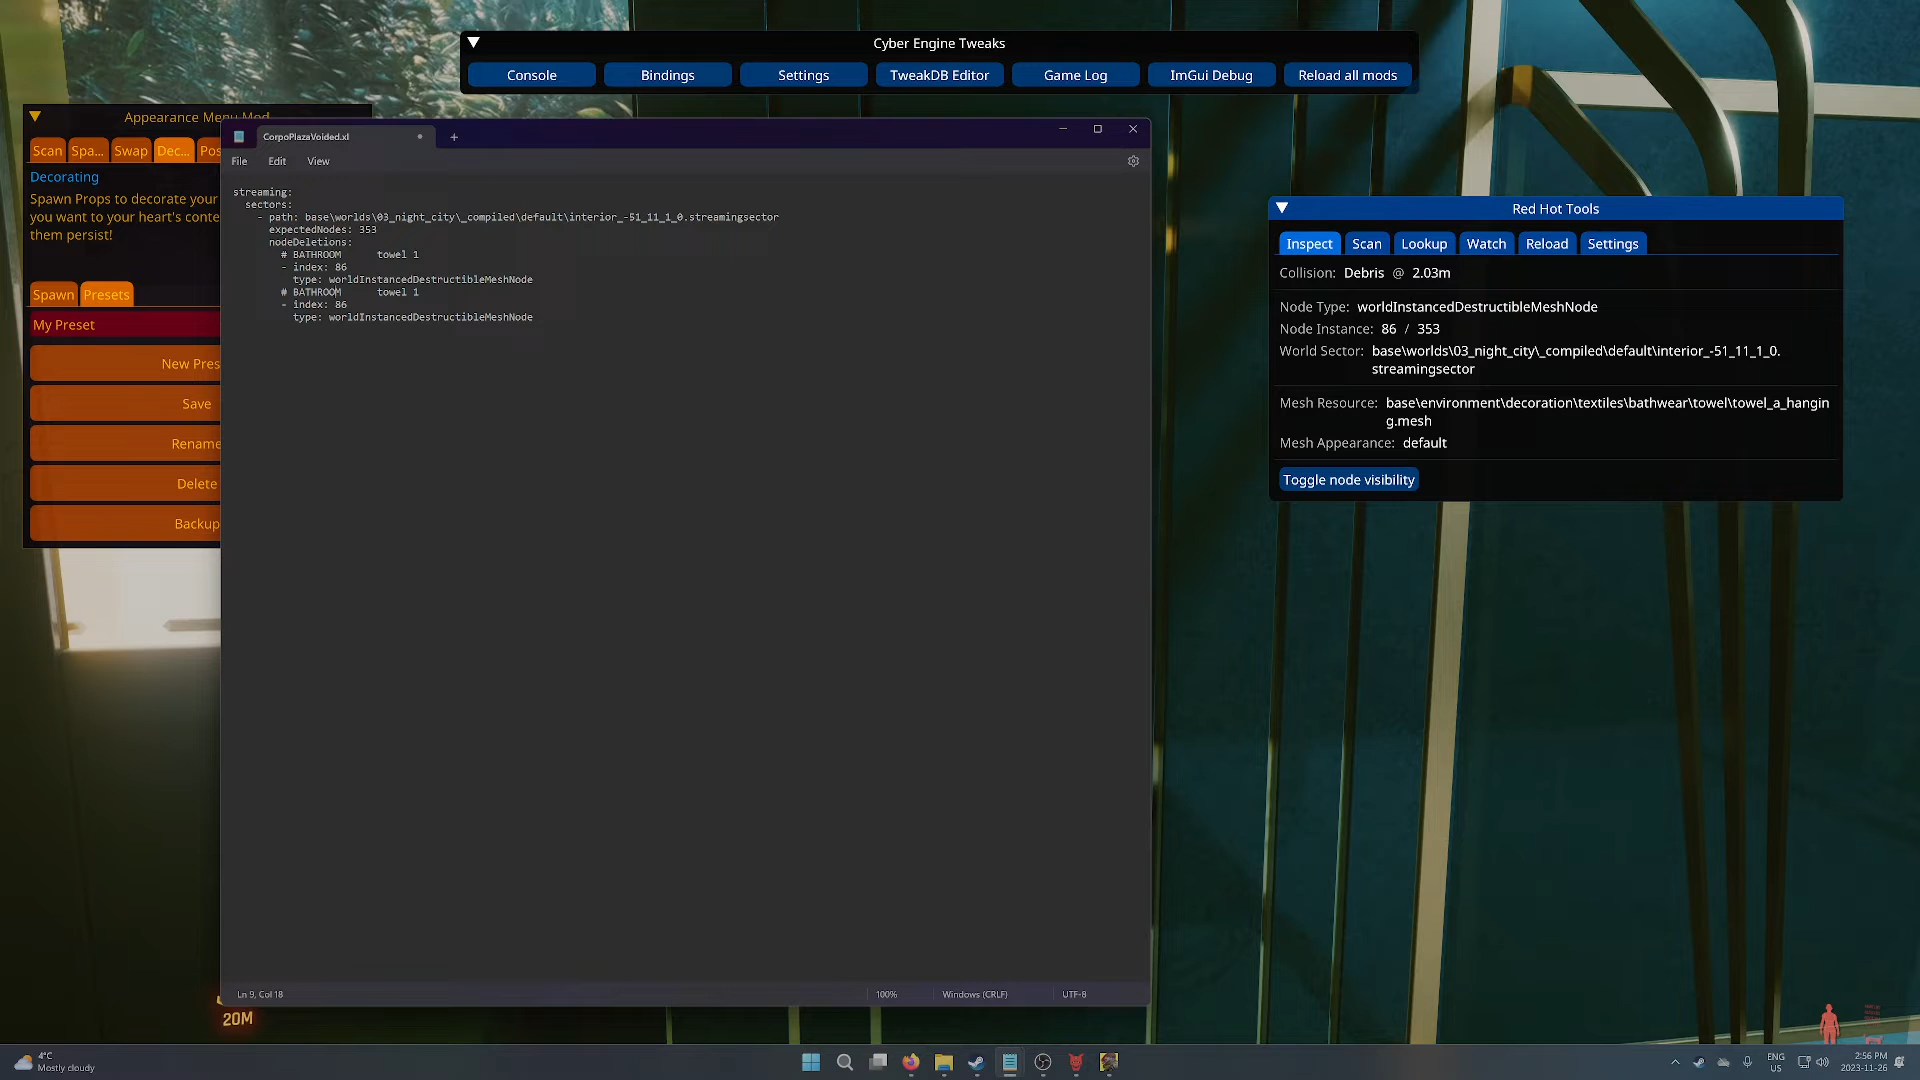 Cyber Engine Tweaks
Console Bindings Settings TweakDB Editor Game Log ImGui Debug Reload all mods
Appearance Menu Mod
Scan Spa... Swap Dec... Pos
Decorating
Spawn Props to decorate your
you want to your heart's conte
them persist!
Spawn Presets
My Preset
New Pres
Save
Rename
Delete
Backup
CorpoPlazaVoided.xl
File Edit View
streaming:
sectors:
- path: base\worlds\03_night_city\_compiled\default\interior_-51_11_1_0.streamingsector
expectedNodes: 353
nodeDeletions:
# BATHROOM towel 1
- index: 86
type: worldInstancedDestructibleMeshNode
# BATHROOM towel 1
- index: 86
type: worldInstancedDestructibleMeshNode
Ln 9, Col 18 100% Windows (CRLF) UTF-8
Red Hot Tools
Inspect Scan Lookup Watch Reload Settings
Collision: Debris @ 2.03m
Node Type: worldInstancedDestructibleMeshNode
Node Instance: 86 / 353
World Sector: base\worlds\03_night_city\_compiled\default\interior_-51_11_1_0.
streamingsector
Mesh Resource: base\environment\decoration\textiles\bathwear\towel\towel_a_hangin
g.mesh
Mesh Appearance: default
Toggle node visibility
20M
4°C
Mostly cloudy
ENG
US
2:56 PM
2023-11-26